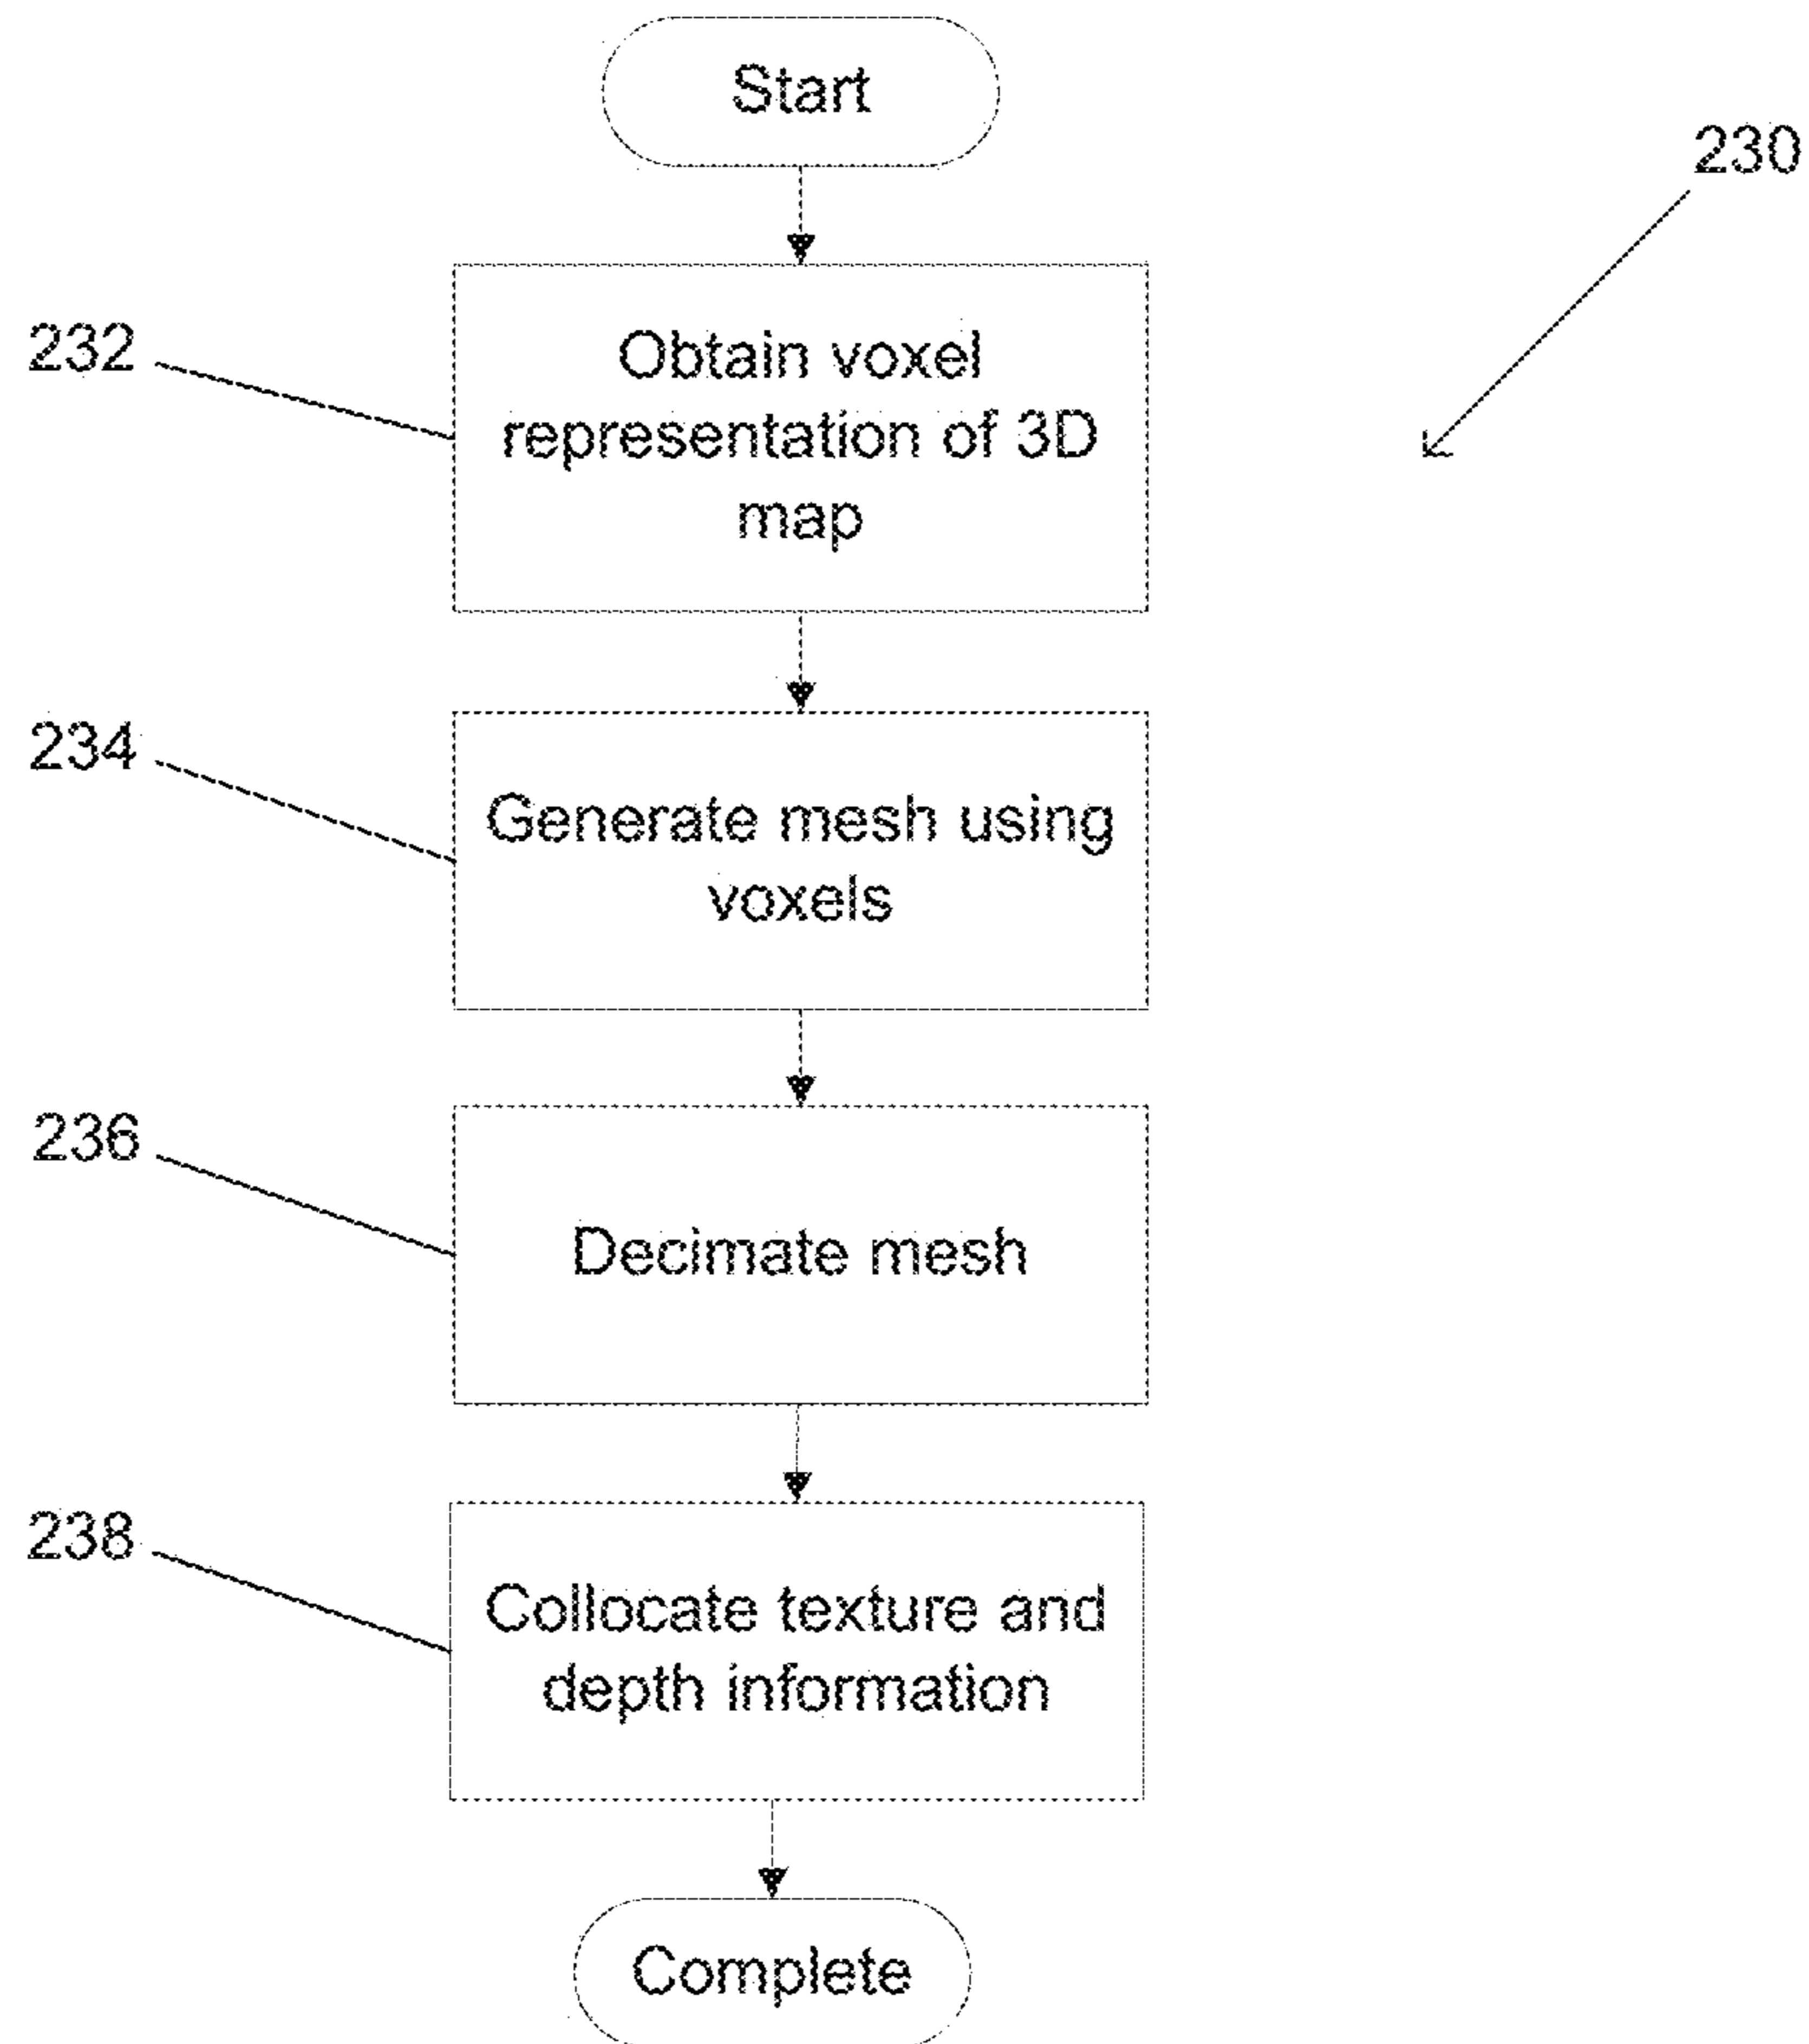 Start
230
232
Obtain voxel
representation of 3D
map
234
Generate mesh using
voxels
236
Decimate mesh
238
Collocate texture and
depth information
Complete